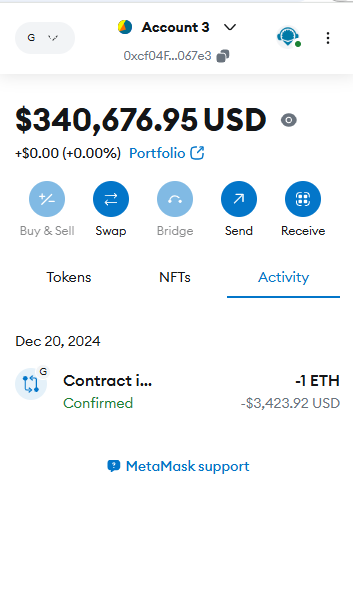 G
Account 3
0xcf04F...067e3
$340,676.95 USD
+$0.00 (+0.00%) Portfolio
Buy & Sell Swap Bridge Send Receive
Tokens NFTs Activity
Dec 20, 2024
G
Contract i... -1 ETH
Confirmed -$3,423.92 USD
MetaMask support